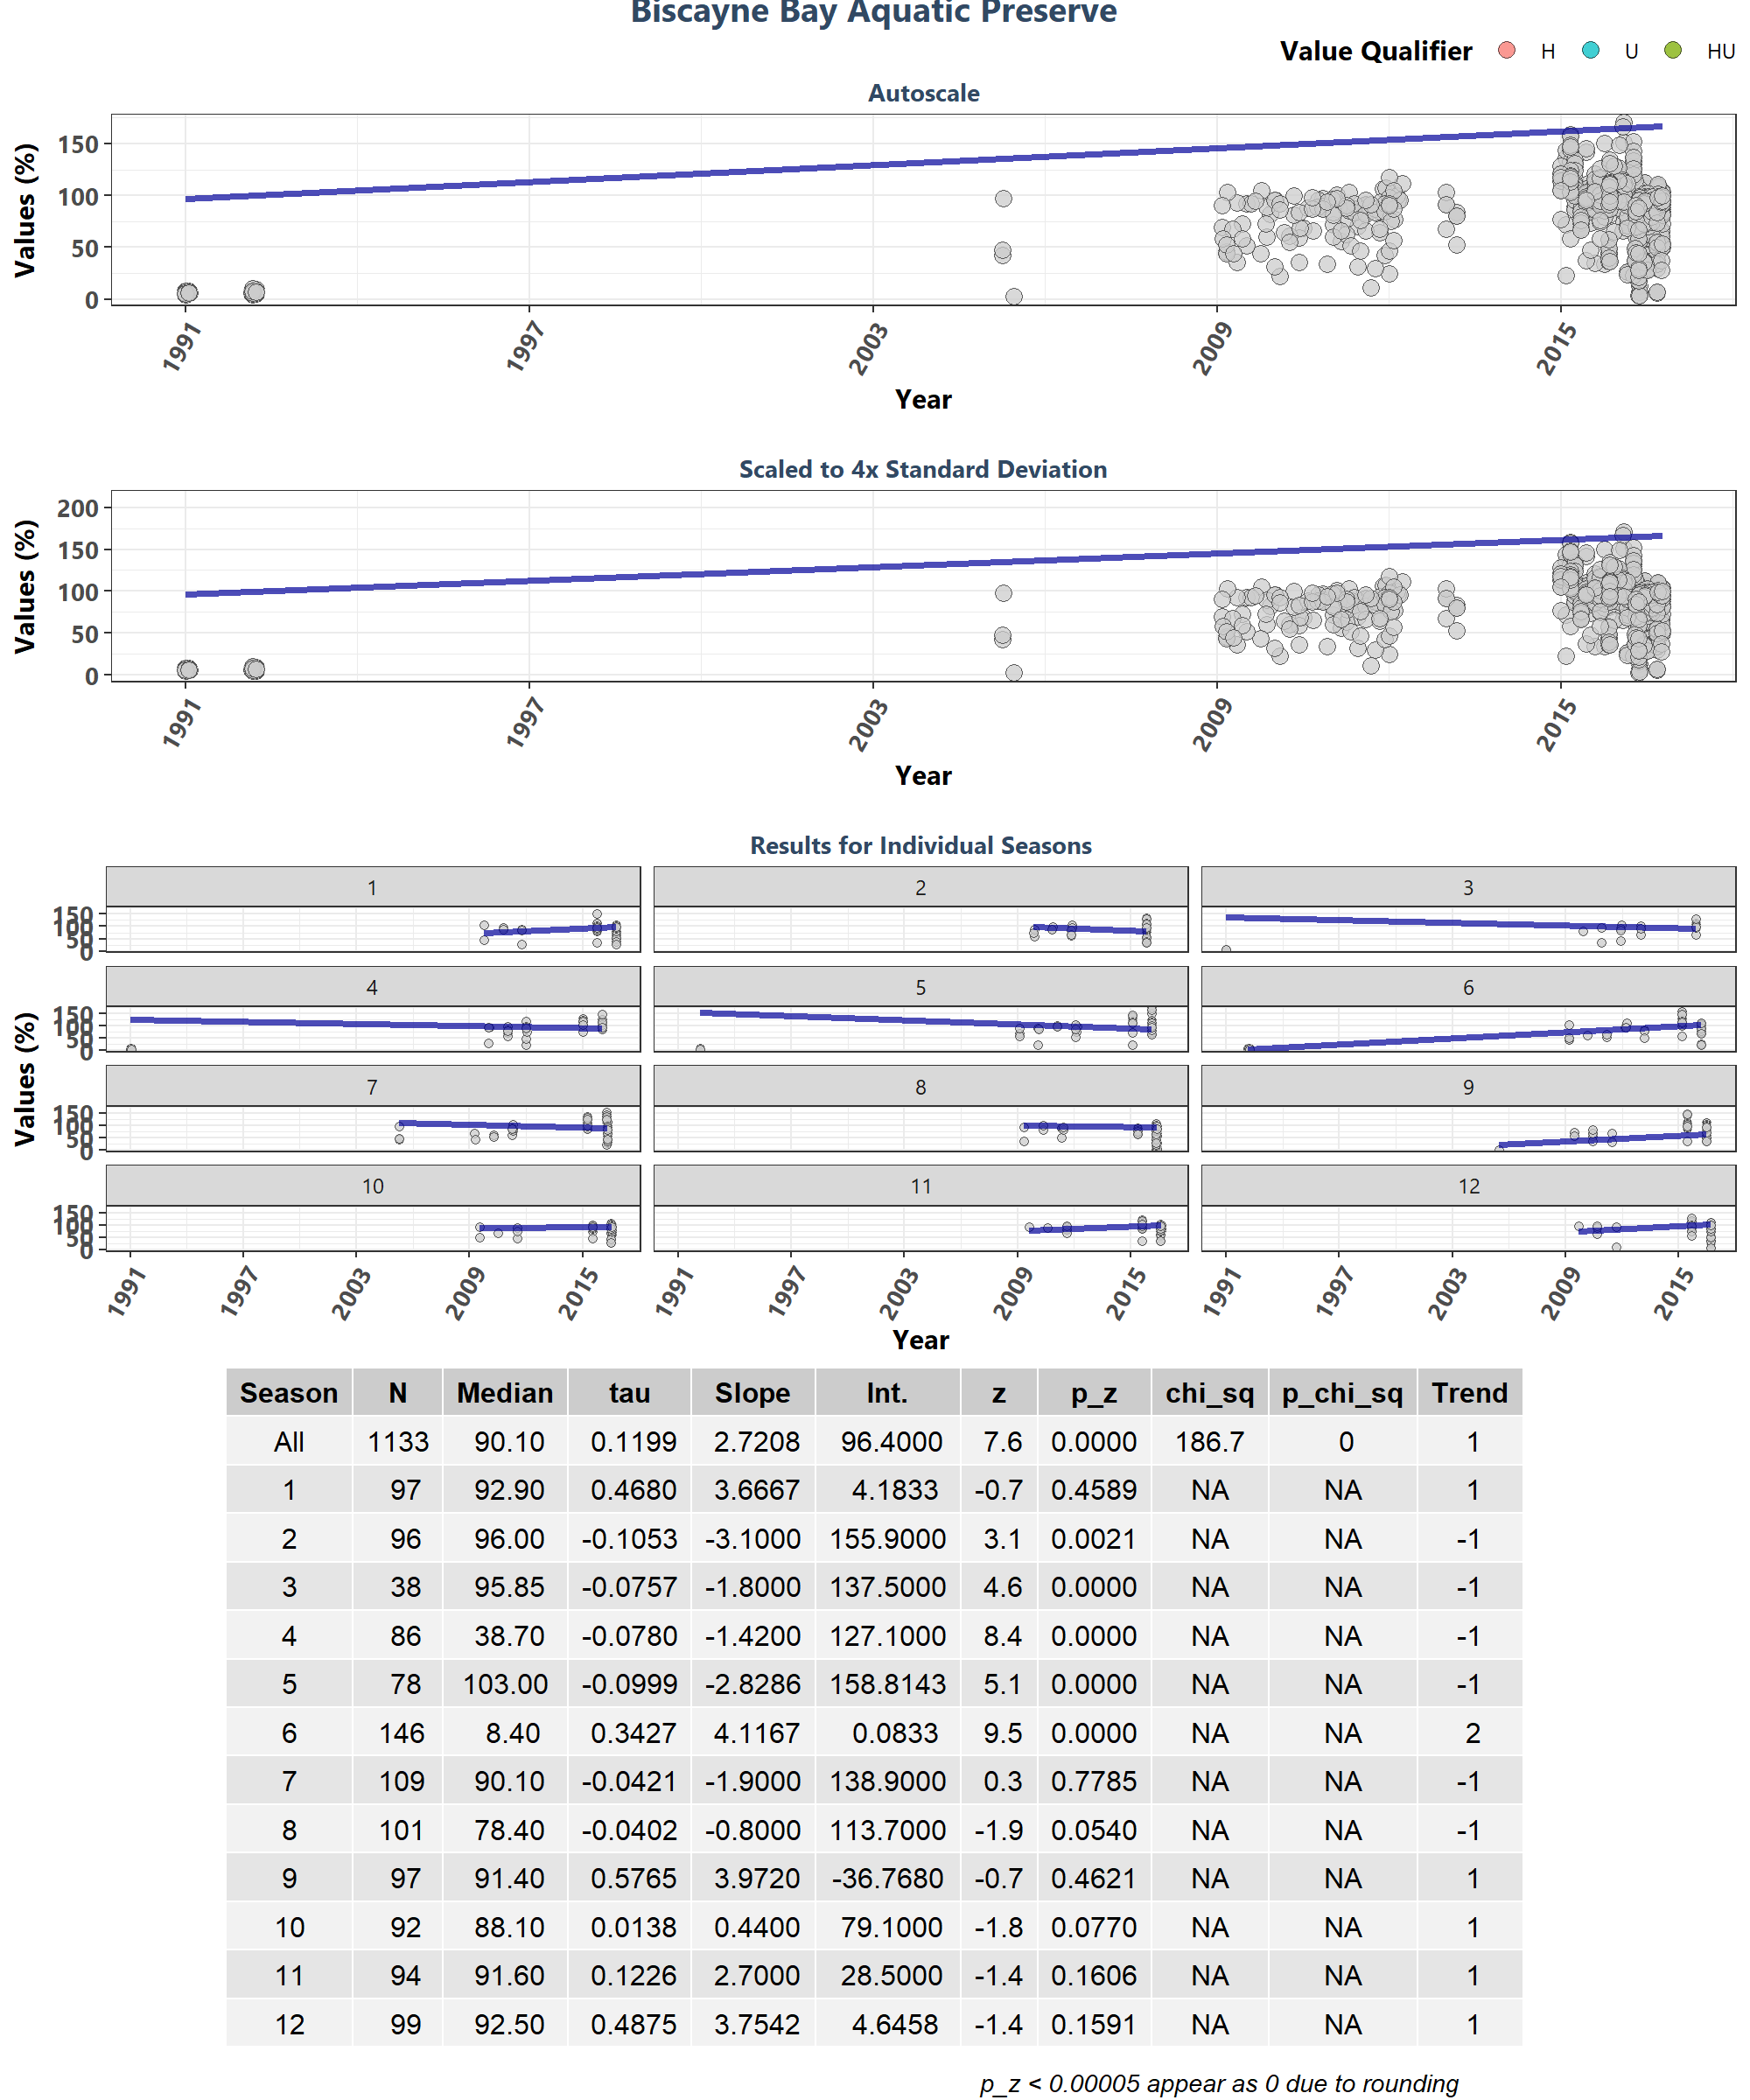 Biscayne Bay Aquatic Preserve
Value Qualifier H U HU
Autoscale
Values (%)
150
100
50
0
1991 1997 2003 2009 2015
Year
Scaled to 4x Standard Deviation
Values (%)
200
150
100
50
0
1991 1997 2003 2009 2015
Year
Results for Individual Seasons
Values (%)
1 2 3
150
100
50
0
4 5 6
150
100
50
0
7 8 9
150
100
50
0
10 11 12
150
100
50
0
1991 1997 2003 2009 2015 1991 1997 2003 2009 2015 1991 1997 2003 2009 2015
Year
Season N Median tau Slope Int. z p_z chi_sq p_chi_sq Trend
All 1133 90.10 0.1199 2.7208 96.4000 7.6 0.0000 186.7 0 1
1 97 92.90 0.4680 3.6667 4.1833 -0.7 0.4589 NA NA 1
2 96 96.00 -0.1053 -3.1000 155.9000 3.1 0.0021 NA NA -1
3 38 95.85 -0.0757 -1.8000 137.5000 4.6 0.0000 NA NA -1
4 86 38.70 -0.0780 -1.4200 127.1000 8.4 0.0000 NA NA -1
5 78 103.00 -0.0999 -2.8286 158.8143 5.1 0.0000 NA NA -1
6 146 8.40 0.3427 4.1167 0.0833 9.5 0.0000 NA NA 2
7 109 90.10 -0.0421 -1.9000 138.9000 0.3 0.7785 NA NA -1
8 101 78.40 -0.0402 -0.8000 113.7000 -1.9 0.0540 NA NA -1
9 97 91.40 0.5765 3.9720 -36.7680 -0.7 0.4621 NA NA 1
10 92 88.10 0.0138 0.4400 79.1000 -1.8 0.0770 NA NA 1
11 94 91.60 0.1226 2.7000 28.5000 -1.4 0.1606 NA NA 1
12 99 92.50 0.4875 3.7542 4.6458 -1.4 0.1591 NA NA 1
p_z < 0.00005 appear as 0 due to rounding